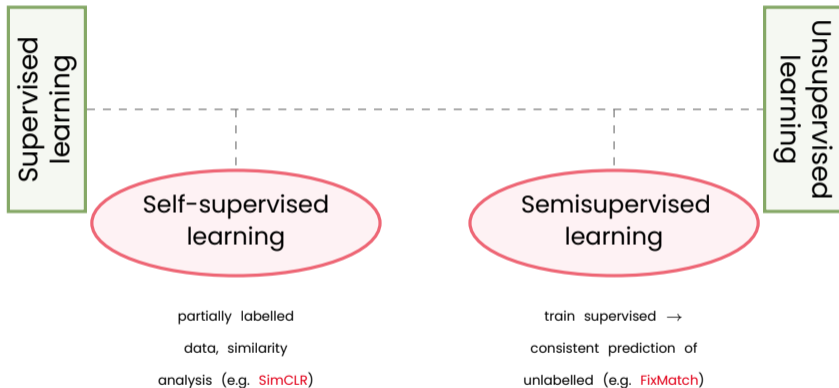 Supervised
learning
Unsupervised
learning
Self-supervised
learning
Semisupervised
learning
partially labelled
data, similarity
analysis (e.g. SimCLR)
train supervised →
consistent prediction of
unlabelled (e.g. FixMatch)